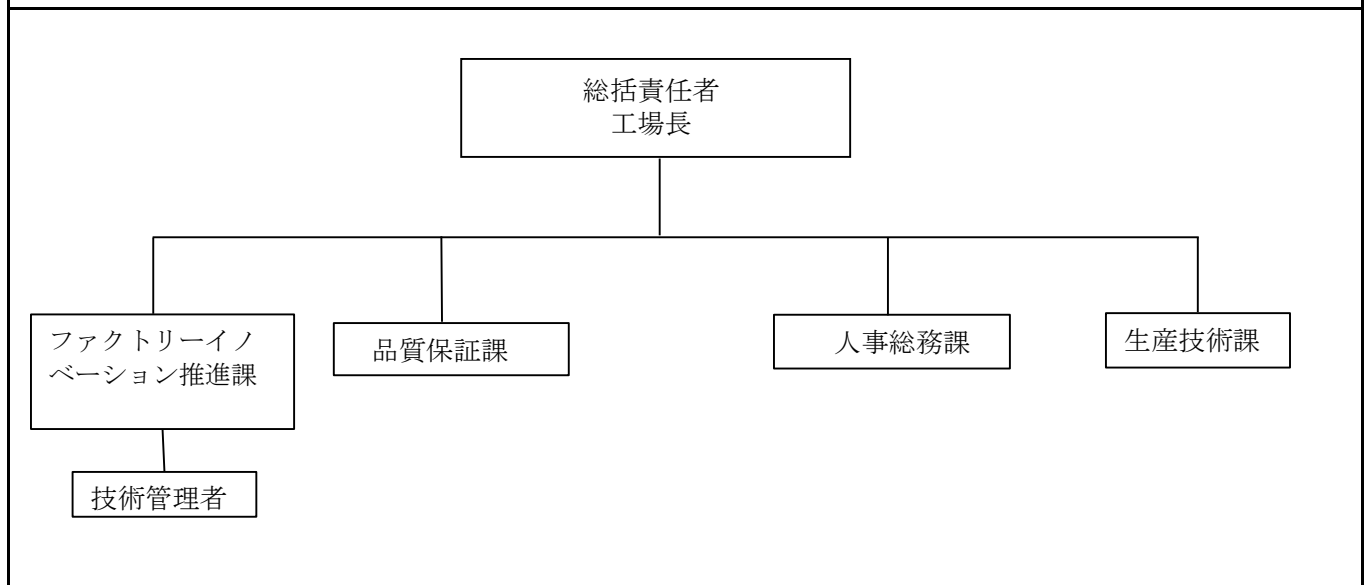 総括責任者
工場長
ファクトリーイノ
ベーション推進課
品質保証課
人事総務課
生産技術課
技術管理者